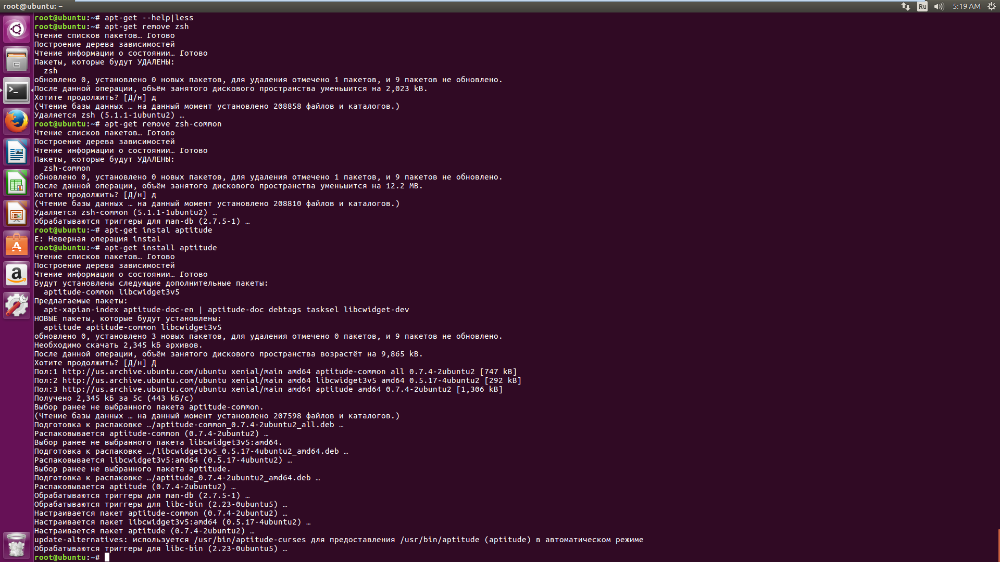 root@ubuntu: ~
Ru
5:19 AM
root@ubuntu:~# apt-get --help|less
root@ubuntu:~# apt-get remove zsh
Чтение списков пакетов… Готово
Построение дерева зависимостей
Чтение информации о состоянии… Готово
Пакеты, которые будут УДАЛЕНЫ:
  zsh
обновлено 0, установлено 0 новых пакетов, для удаления отмечено 1 пакетов, и 9 пакетов не обновлено.
После данной операции, объём занятого дискового пространства уменьшится на 2,023 kB.
Хотите продолжить? [Д/н] д
(Чтение базы данных … на данный момент установлено 208858 файлов и каталогов.)
Удаляется zsh (5.1.1-1ubuntu2) …
root@ubuntu:~# apt-get remove zsh-common
Чтение списков пакетов… Готово
Построение дерева зависимостей
Чтение информации о состоянии… Готово
Пакеты, которые будут УДАЛЕНЫ:
  zsh-common
обновлено 0, установлено 0 новых пакетов, для удаления отмечено 1 пакетов, и 9 пакетов не обновлено.
После данной операции, объём занятого дискового пространства уменьшится на 12.2 MB.
Хотите продолжить? [Д/н] д
(Чтение базы данных … на данный момент установлено 208810 файлов и каталогов.)
Удаляется zsh-common (5.1.1-1ubuntu2) …
Обрабатываются триггеры для man-db (2.7.5-1) …
root@ubuntu:~# apt-get instal aptitude
E: Неверная операция instal
root@ubuntu:~# apt-get install aptitude
Чтение списков пакетов… Готово
Построение дерева зависимостей
Чтение информации о состоянии… Готово
Будут установлены следующие дополнительные пакеты:
  aptitude-common libcwidget3v5
Предлагаемые пакеты:
  apt-xapian-index aptitude-doc-en | aptitude-doc debtags tasksel libcwidget-dev
НОВЫЕ пакеты, которые будут установлены:
  aptitude aptitude-common libcwidget3v5
обновлено 0, установлено 3 новых пакетов, для удаления отмечено 0 пакетов, и 9 пакетов не обновлено.
Необходимо скачать 2,345 kБ архивов.
После данной операции, объём занятого дискового пространства возрастёт на 9,865 kB.
Хотите продолжить? [Д/н] Д
Пол:1 http://us.archive.ubuntu.com/ubuntu xenial/main amd64 aptitude-common all 0.7.4-2ubuntu2 [747 kB]
Пол:2 http://us.archive.ubuntu.com/ubuntu xenial/main amd64 libcwidget3v5 amd64 0.5.17-4ubuntu2 [292 kB]
Пол:3 http://us.archive.ubuntu.com/ubuntu xenial/main amd64 aptitude amd64 0.7.4-2ubuntu2 [1,306 kB]
Получено 2,345 kБ за 5с (443 kБ/c)
Выбор ранее не выбранного пакета aptitude-common.
(Чтение базы данных … на данный момент установлено 207598 файлов и каталогов.)
Подготовка к распаковке …/aptitude-common_0.7.4-2ubuntu2_all.deb …
Распаковывается aptitude-common (0.7.4-2ubuntu2) …
Выбор ранее не выбранного пакета libcwidget3v5:amd64.
Подготовка к распаковке …/libcwidget3v5_0.5.17-4ubuntu2_amd64.deb …
Распаковывается libcwidget3v5:amd64 (0.5.17-4ubuntu2) …
Выбор ранее не выбранного пакета aptitude.
Подготовка к распаковке …/aptitude_0.7.4-2ubuntu2_amd64.deb …
Распаковывается aptitude (0.7.4-2ubuntu2) …
Обрабатываются триггеры для man-db (2.7.5-1) …
Обрабатываются триггеры для libc-bin (2.23-0ubuntu5) …
Настраивается пакет aptitude-common (0.7.4-2ubuntu2) …
Настраивается пакет libcwidget3v5:amd64 (0.5.17-4ubuntu2) …
Настраивается пакет aptitude (0.7.4-2ubuntu2) …
update-alternatives: используется /usr/bin/aptitude-curses для предоставления /usr/bin/aptitude (aptitude) в автоматическом режиме
Обрабатываются триггеры для libc-bin (2.23-0ubuntu5) …
root@ubuntu:~#